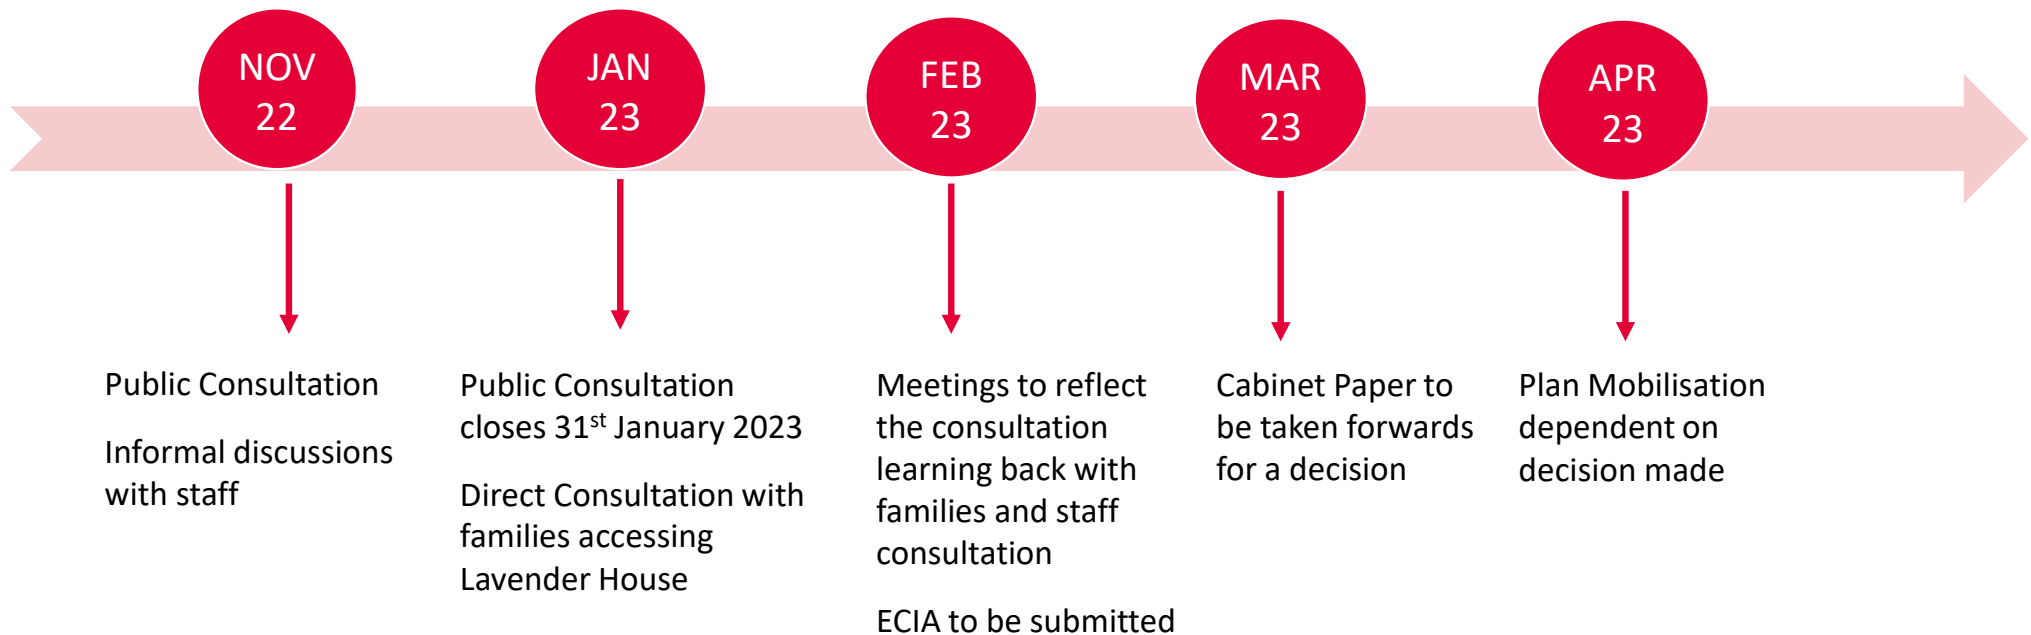 NOV
22
JAN
23
FEB
23
MAR
23
APR
23
Public Consultation
Informal discussions
with staff
Public Consultation
closes 31st January 2023
Direct Consultation with
families accessing
Lavender House
Meetings to reflect
the consultation
learning back with
families and staff
consultation
ECIA to be submitted
Cabinet Paper to
be taken forwards
for a decision
Plan Mobilisation
dependent on
decision made